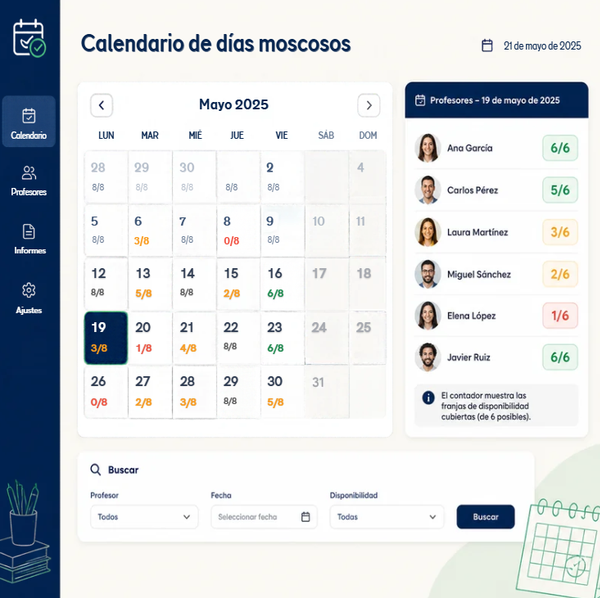 Calendario de días moscosos
21 de mayo de 2025
Calendario
Profesores
Informes
Ajustes
Mayo 2025
LUN MAR MIÉ JUE VIE SÁB DOM
28 29 30 2 4
8/8 8/8 8/8 8/8 8/8
5 6 7 8 9 10 11
8/8 3/8 8/8 0/8 8/8
12 13 14 15 16 17 18
8/8 5/8 8/8 2/8 6/8
19 20 21 22 23 24 25
3/8 1/8 4/8 8/8 6/8
26 27 28 29 30 31
0/8 2/8 3/8 8/8 5/8
Profesores – 19 de mayo de 2025
Ana García 6/6
Carlos Pérez 5/6
Laura Martínez 3/6
Miguel Sánchez 2/6
Elena López 1/6
Javier Ruiz 6/6
El contador muestra las
franjas de disponibilidad
cubiertas (de 6 posibles).
Buscar
Profesor Fecha Disponibilidad
Todos Seleccionar fecha Todas Buscar